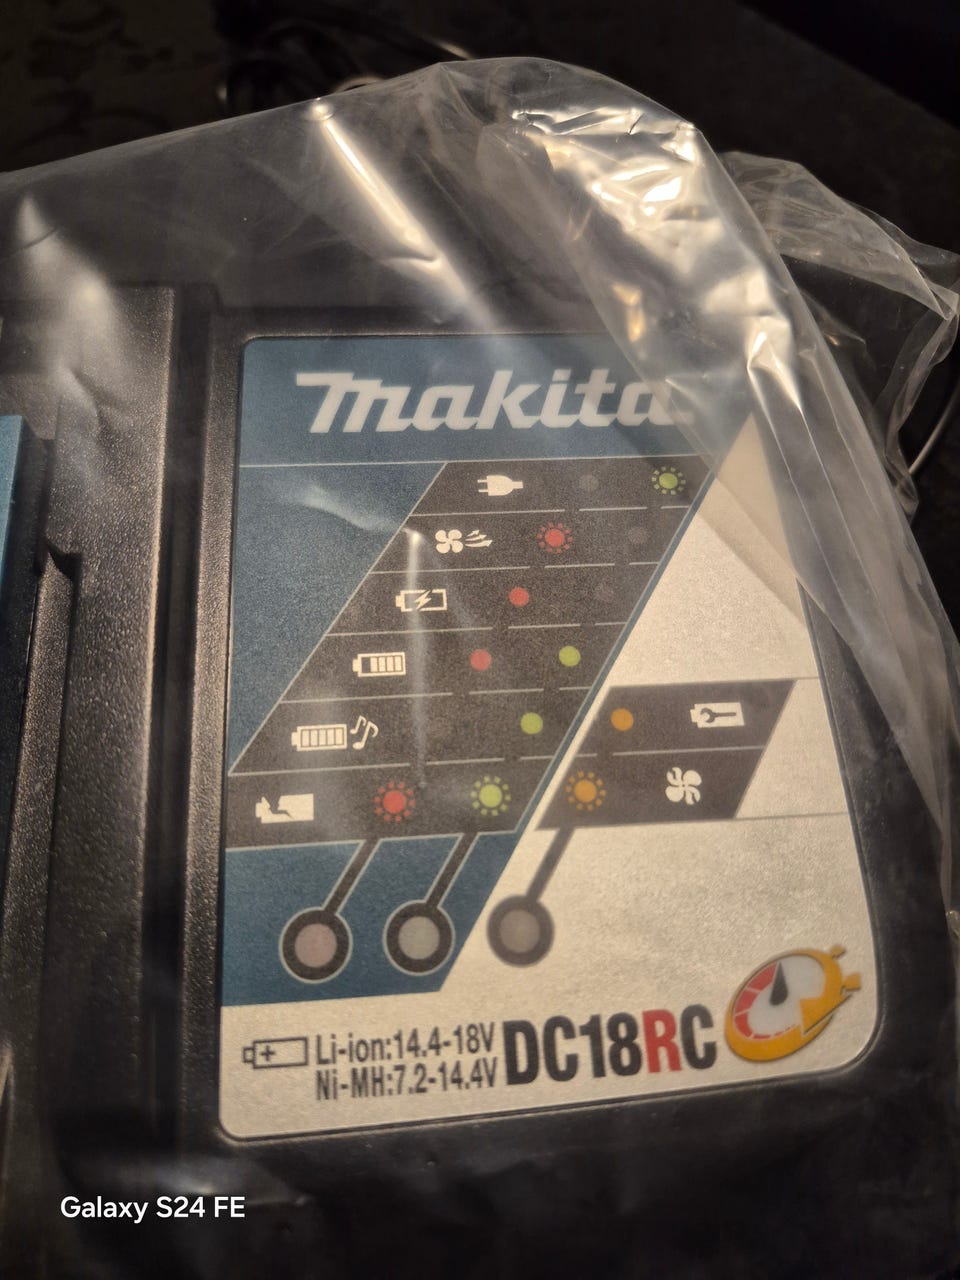 makita
Li-ion:14.4-18V
Ni-MH:7.2-14.4V
DC18RC
Galaxy S24 FE